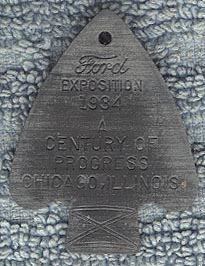 Ford
EXPOSITION
1934
A
CENTURY OF
PROGRESS
CHICAGO, ILLINOIS